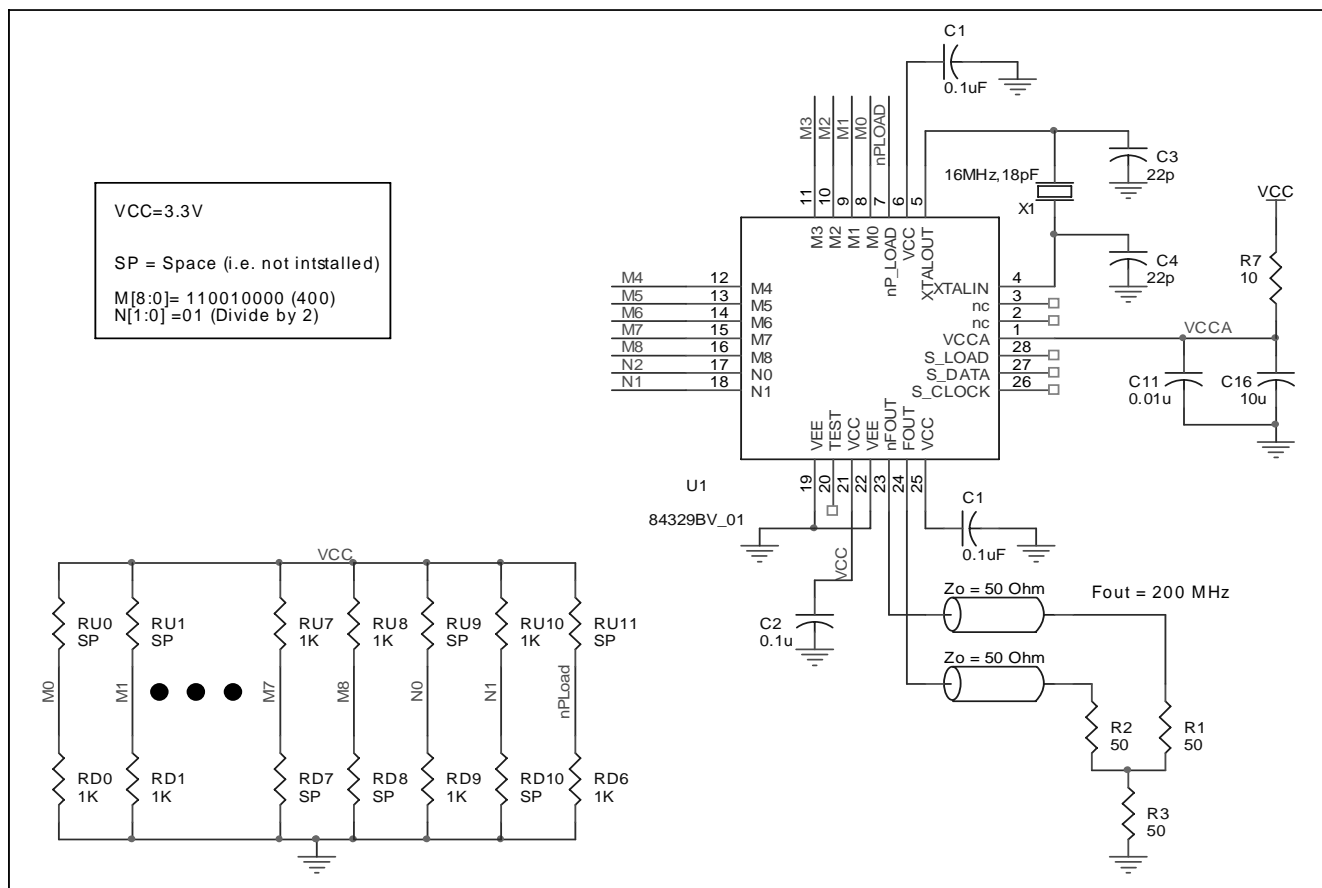 C1
0.1uF
M3
M2
M1
M0
nPLOAD
11
10
9
8
7
6
5
M3
M2
M1
M0
nP_LOAD
VCC
XTALOUT
16MHz,18pF
X1
C3
22p
C4
22p
VCC
R7
10
VCCA
C11
0.01u
C16
10u
VCC=3.3V
SP = Space (i.e. not intstalled)
M[8:0]= 110010000 (400)
N[1:0] =01 (Divide by 2)
M4 12 M4
M5 13 M5
M6 14 M6
M7 15 M7
M8 16 M8
N2 17 N0
N1 18 N1
XTALIN 4
nc 3
nc 2
VCCA 1
S_LOAD 28
S_DATA 27
S_CLOCK 26
VEE
TEST
VCC
VEE
nFOUT
FOUT
VCC
19
20
21
22
23
24
25
U1
84329BV_01
C1
0.1uF
VCC
C2
0.1u
Zo = 50 Ohm
Fout = 200 MHz
Zo = 50 Ohm
R2
50
R1
50
R3
50
VCC
RU0
SP
RU1
SP
RU7
1K
RU8
1K
RU9
SP
RU10
1K
RU11
SP
M0
M1
M7
M8
N0
N1
nPLoad
RD0
1K
RD1
1K
RD7
SP
RD8
SP
RD9
1K
RD10
SP
RD6
1K